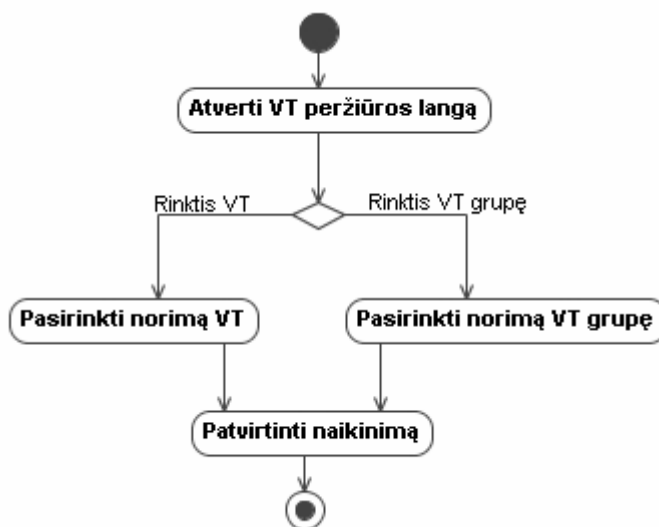 Atverti VT peržiūros langą
Rinktis VT
Rinktis VT grupę
Pasirinkti norimą VT
Pasirinkti norimą VT grupę
Patvirtinti naikinimą